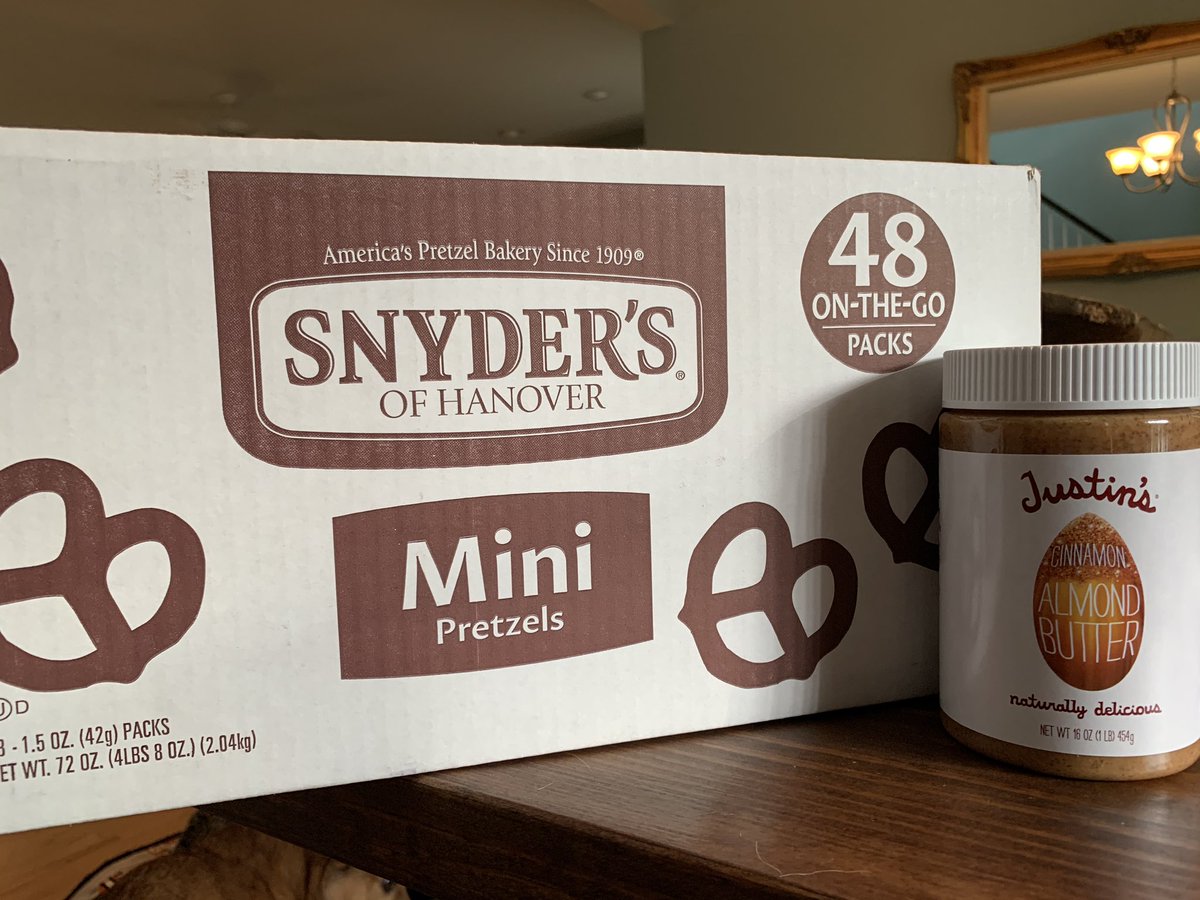 America's Pretzel Bakery Since 1909®
SNYDER'S®
OF HANOVER
48
ON-THE-GO
PACKS
Mini
Pretzels
UD
8 - 1.5 OZ. (42g) PACKS
ET WT. 72 OZ. (4LBS 8 OZ.) (2.04kg)
Justin's
CINNAMON
ALMOND
BUTTER
naturally delicious
NET WT 16 OZ (1 LB) 454g